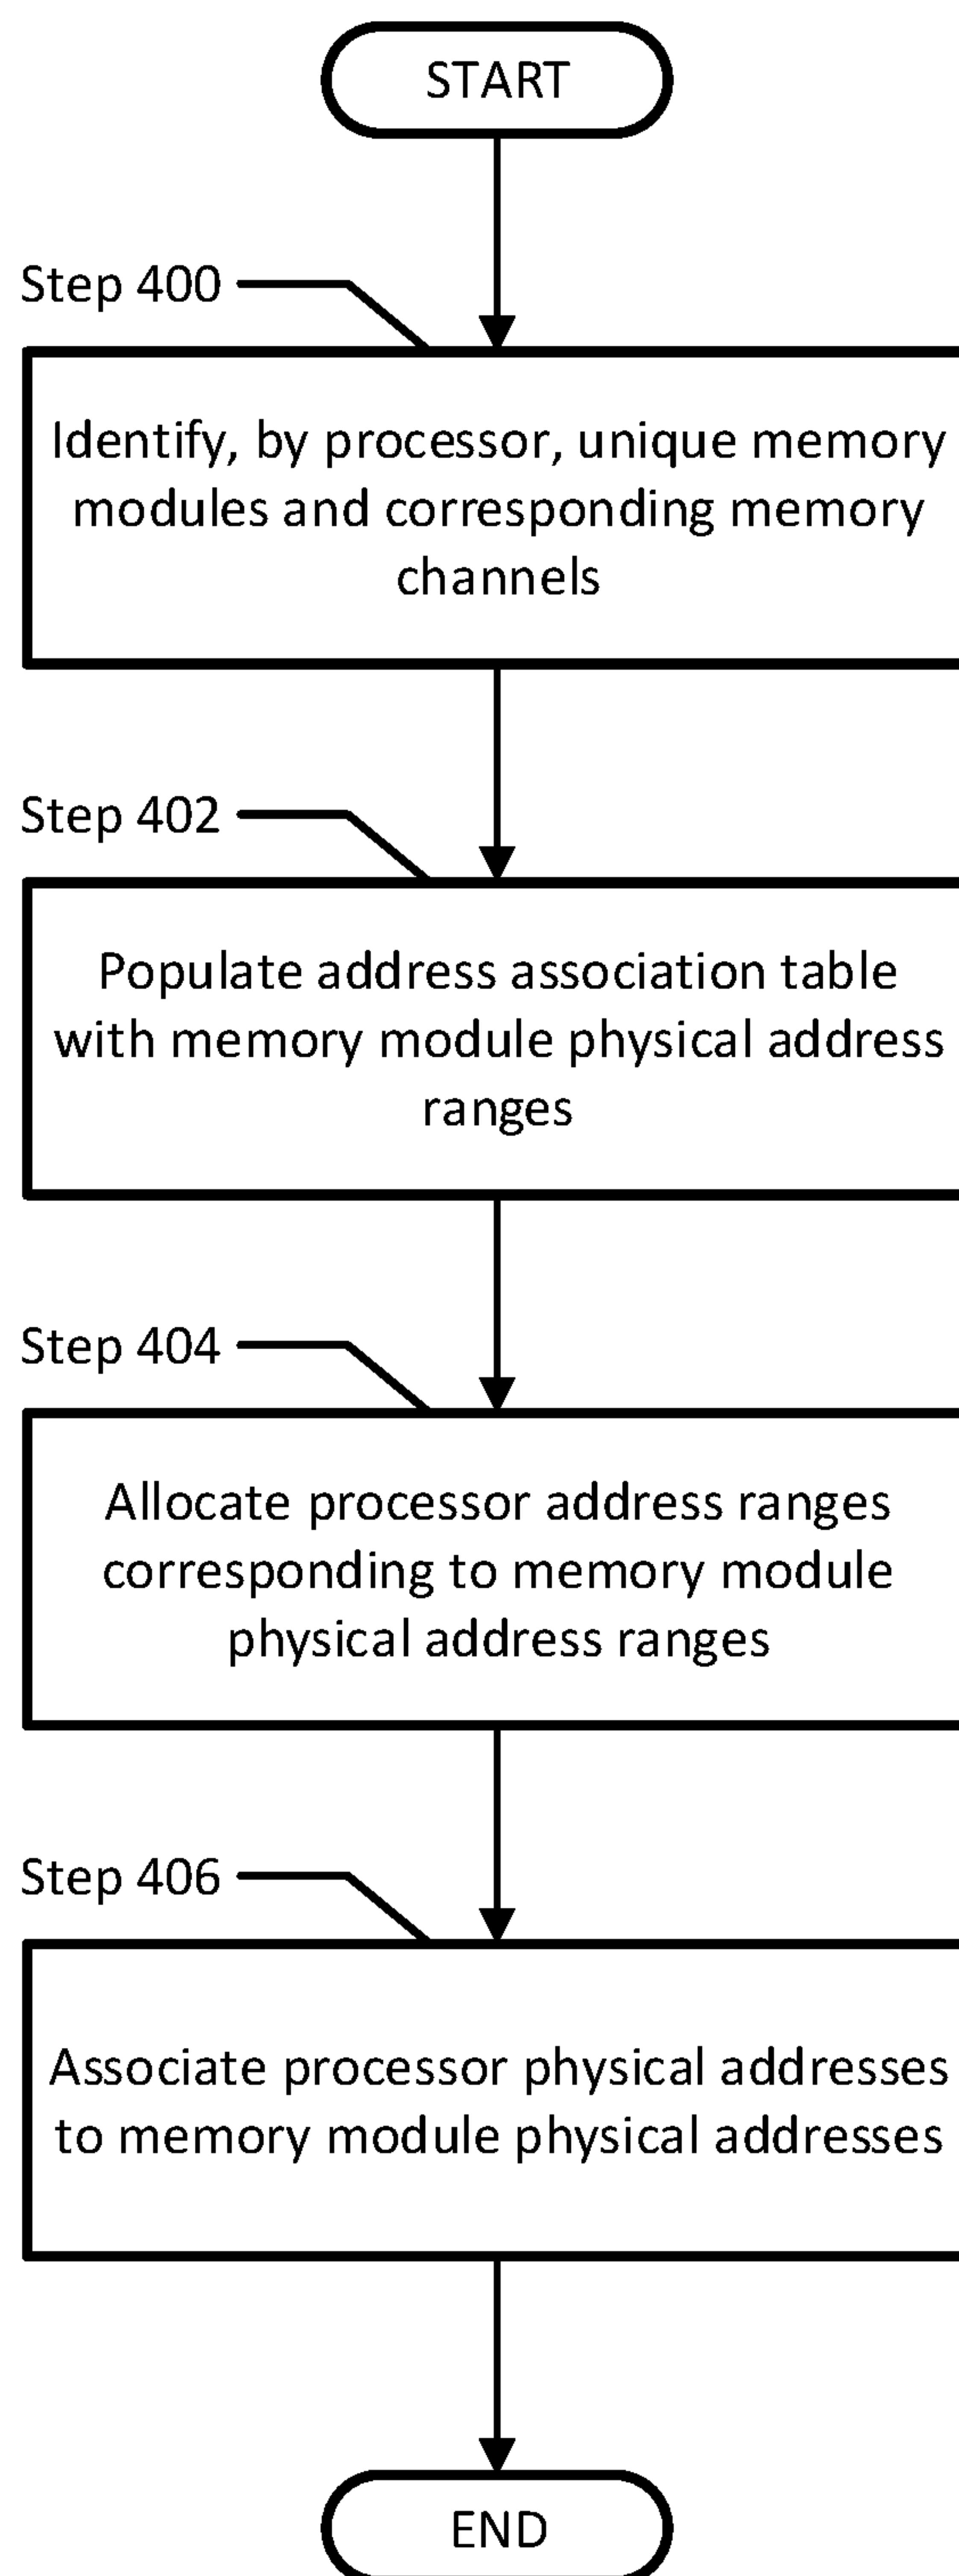 START
Step 400
Identify, by processor, unique memory
modules and corresponding memory
channels
Step 402
Populate address association table
with memory module physical address
ranges
Step 404
Allocate processor address ranges
corresponding to memory module
physical address ranges
Step 406
Associate processor physical addresses
to memory module physical addresses
END